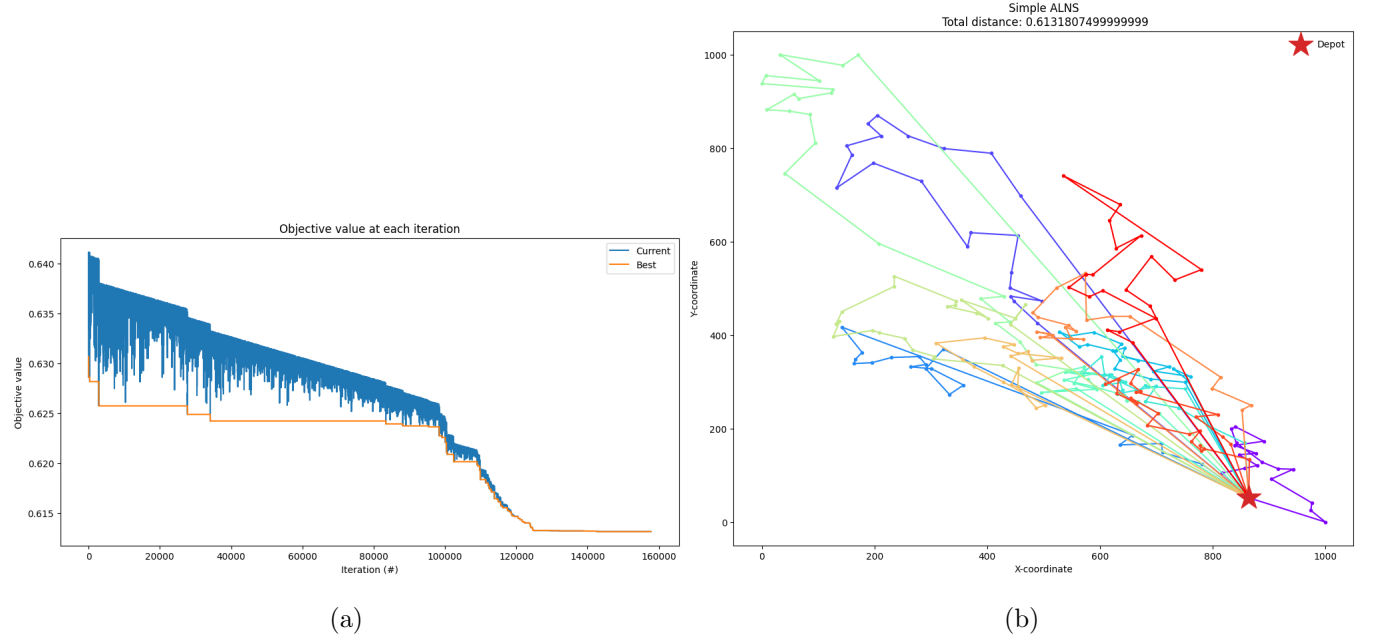 Objective value at each iteration
Current
Best
0.640
0.635
0.630
0.625
0.620
0.615
Objective value
0 20000 40000 60000 80000 100000 120000 140000 160000
Iteration (#)
(a)
Simple ALNS
Total distance: 0.6131807499999999
Depot
1000
800
600
400
200
0
Y-coordinate
0 200 400 600 800 1000
X-coordinate
(b)